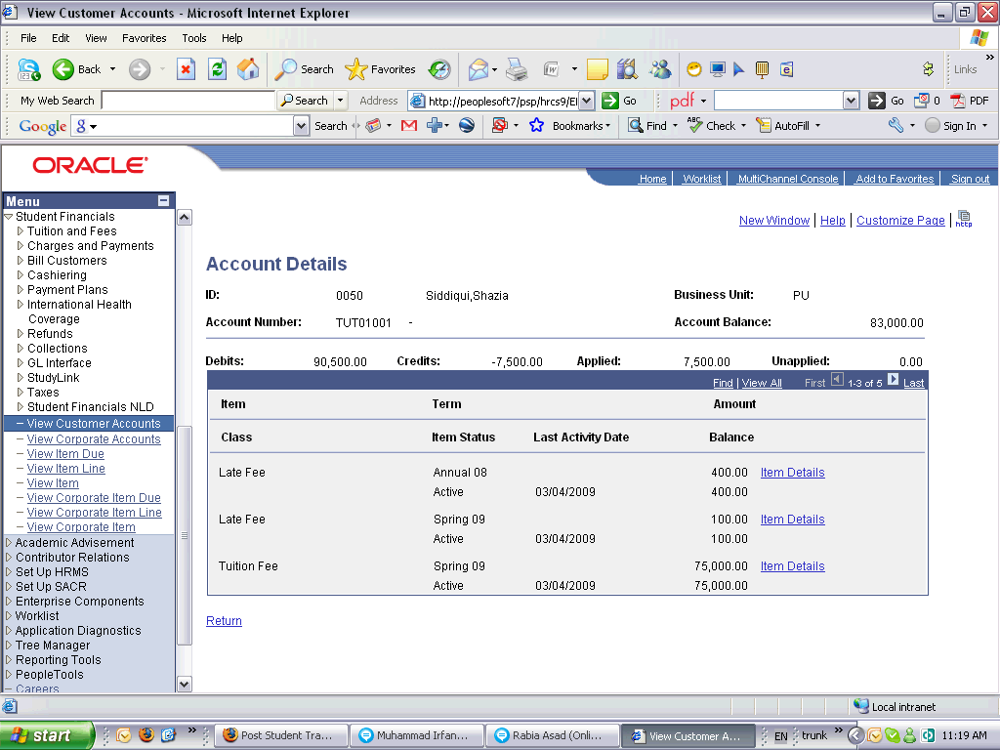 View Customer Accounts - Microsoft Internet Explorer
File Edit View Favorites Tools Help
Back Search Favorites Links
My Web Search Search Address http://peoplesoft7/psp/hrcs9/El Go pdf Go 0 PDF
Google Search Bookmarks Find Check AutoFill Sign In
ORACLE
Home Worklist MultiChannel Console Add to Favorites Sign out
Menu
Student Financials
Tuition and Fees
Charges and Payments
Bill Customers
Cashiering
Payment Plans
International Health
Coverage
Refunds
Collections
GL Interface
StudyLink
Taxes
Student Financials NLD
– View Customer Accounts
– View Corporate Accounts
– View Item Due
– View Item Line
– View Item
– View Corporate Item Due
– View Corporate Item Line
– View Corporate Item
Academic Advisement
Contributor Relations
Set Up HRMS
Set Up SACR
Enterprise Components
Worklist
Application Diagnostics
Tree Manager
Reporting Tools
PeopleTools
– Careers
New Window | Help | Customize Page | http
Account Details
ID: 0050 Siddiqui,Shazia Business Unit: PU
Account Number: TUT01001 - Account Balance: 83,000.00
Debits: 90,500.00 Credits: -7,500.00 Applied: 7,500.00 Unapplied: 0.00
Find | View All First 1-3 of 5 Last
Item Term Amount
Class Item Status Last Activity Date Balance
Late Fee Annual 08 400.00 Item Details
Active 03/04/2009 400.00
Late Fee Spring 09 100.00 Item Details
Active 03/04/2009 100.00
Tuition Fee Spring 09 75,000.00 Item Details
Active 03/04/2009 75,000.00
Return
Local intranet
start Post Student Tra... Muhammad Irfan... Rabia Asad (Onli... View Customer A... EN trunk 11:19 AM